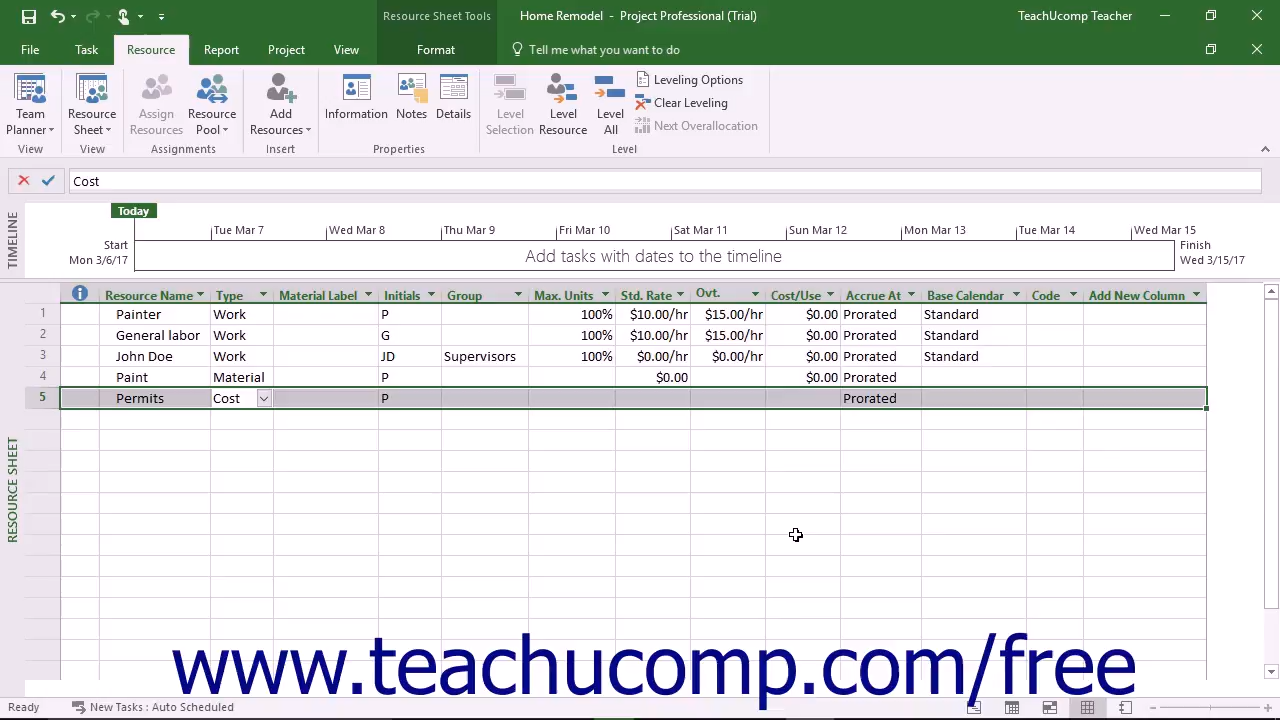 Resource Sheet Tools Home Remodel - Project Professional (Trial) TeachUcomp Teacher
File Task Resource Report Project View Format Tell me what you want to do
Team Planner Resource Sheet Assign Resources Resource Pool Add Resources Information Notes Details Level Selection Level Resource Level All Leveling Options
Clear Leveling
Next Overallocation
View View Assignments Insert Properties Level
Cost
TIMELINE
Today
Tue Mar 7 Wed Mar 8 Thu Mar 9 Fri Mar 10 Sat Mar 11 Sun Mar 12 Mon Mar 13 Tue Mar 14 Wed Mar 15
Start
Mon 3/6/17
Add tasks with dates to the timeline
Finish
Wed 3/15/17
RESOURCE SHEET
Resource Name Type Material Label Initials Group Max. Units Std. Rate Ovt. Cost/Use Accrue At Base Calendar Code Add New Column
1 Painter Work P 100% $10.00/hr $15.00/hr $0.00 Prorated Standard
2 General labor Work G 100% $10.00/hr $15.00/hr $0.00 Prorated Standard
3 John Doe Work JD Supervisors 100% $0.00/hr $0.00/hr $0.00 Prorated Standard
4 Paint Material P $0.00 $0.00 Prorated
5 Permits Cost P Prorated
www.teachucomp.com/free
Ready New Tasks : Auto Scheduled